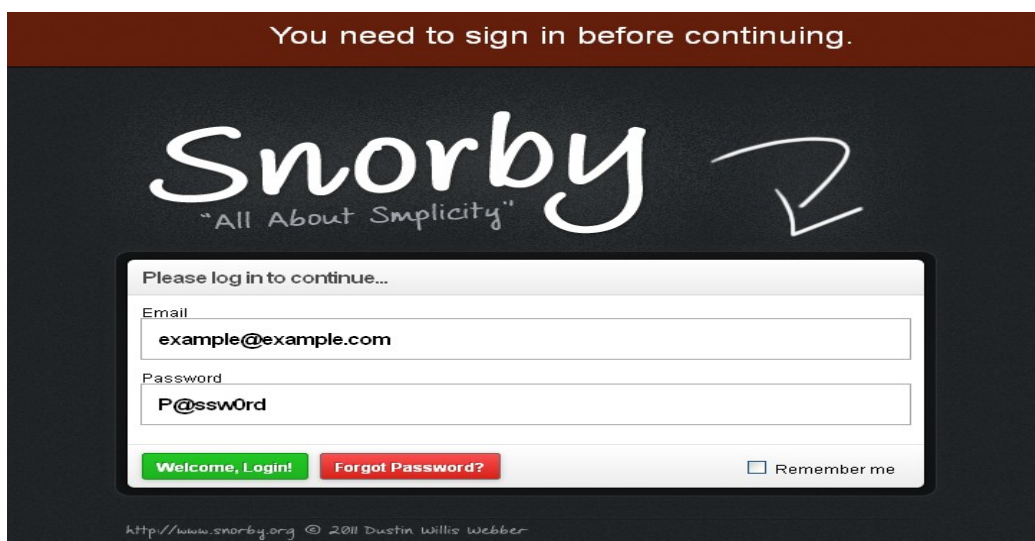 You need to sign in before continuing.
Snorby
"All About Smplicity"
Please log in to continue...
Email
example@example.com
Password
P@ssw0rd
Welcome, Login!
Forgot Password?
Remember me
http://www.snorby.org © 2011 Dustin Willis Webber